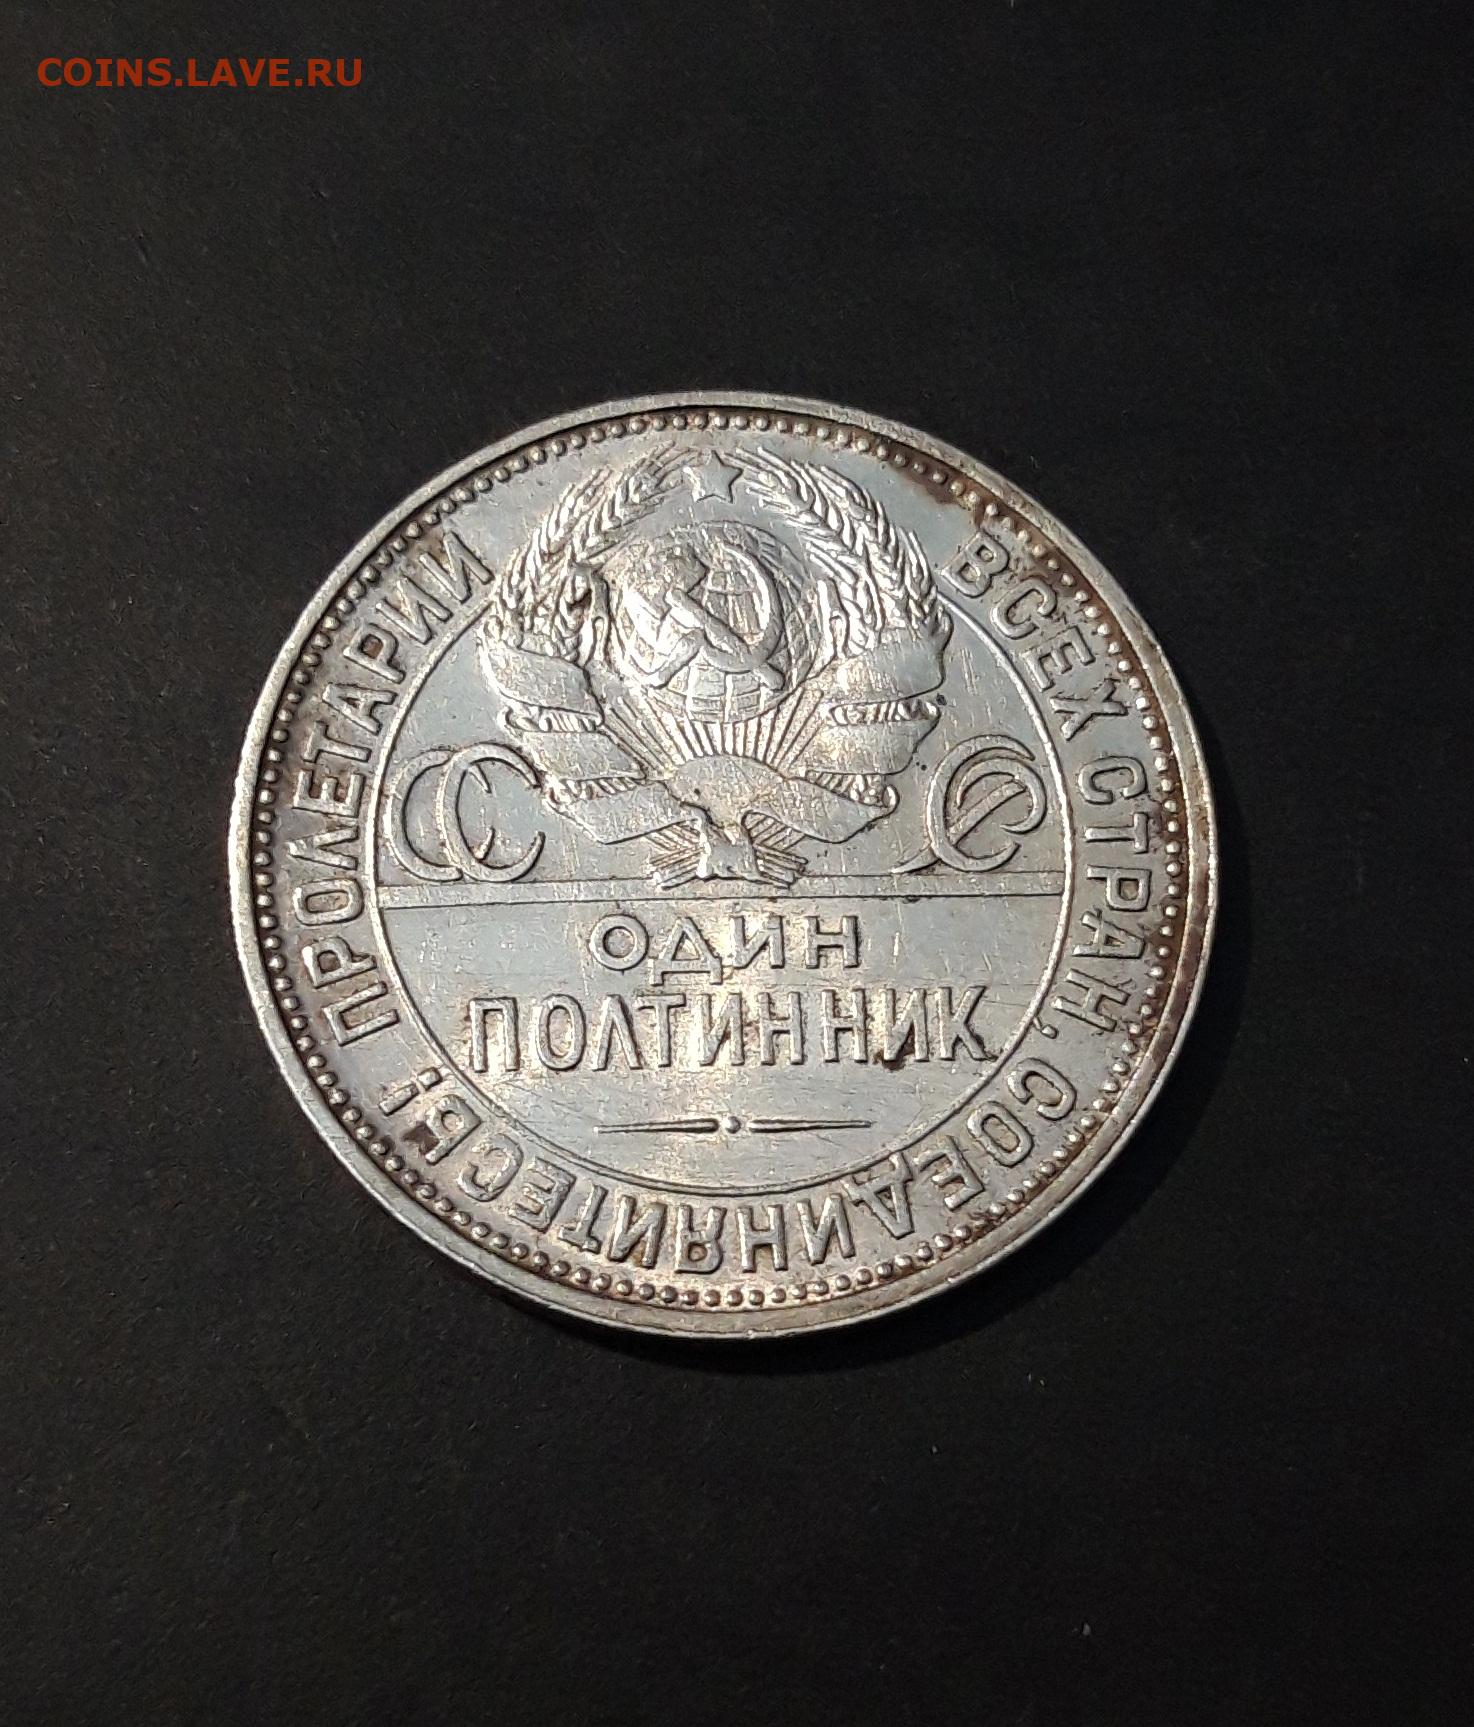 COINS.LAVE.RU
ПРОЛЕТАРИИ ВСЕХ СТРАН, СОЕДИНЯЙТЕСЬ!
СС СР
ОДИН
ПОЛТИННИК